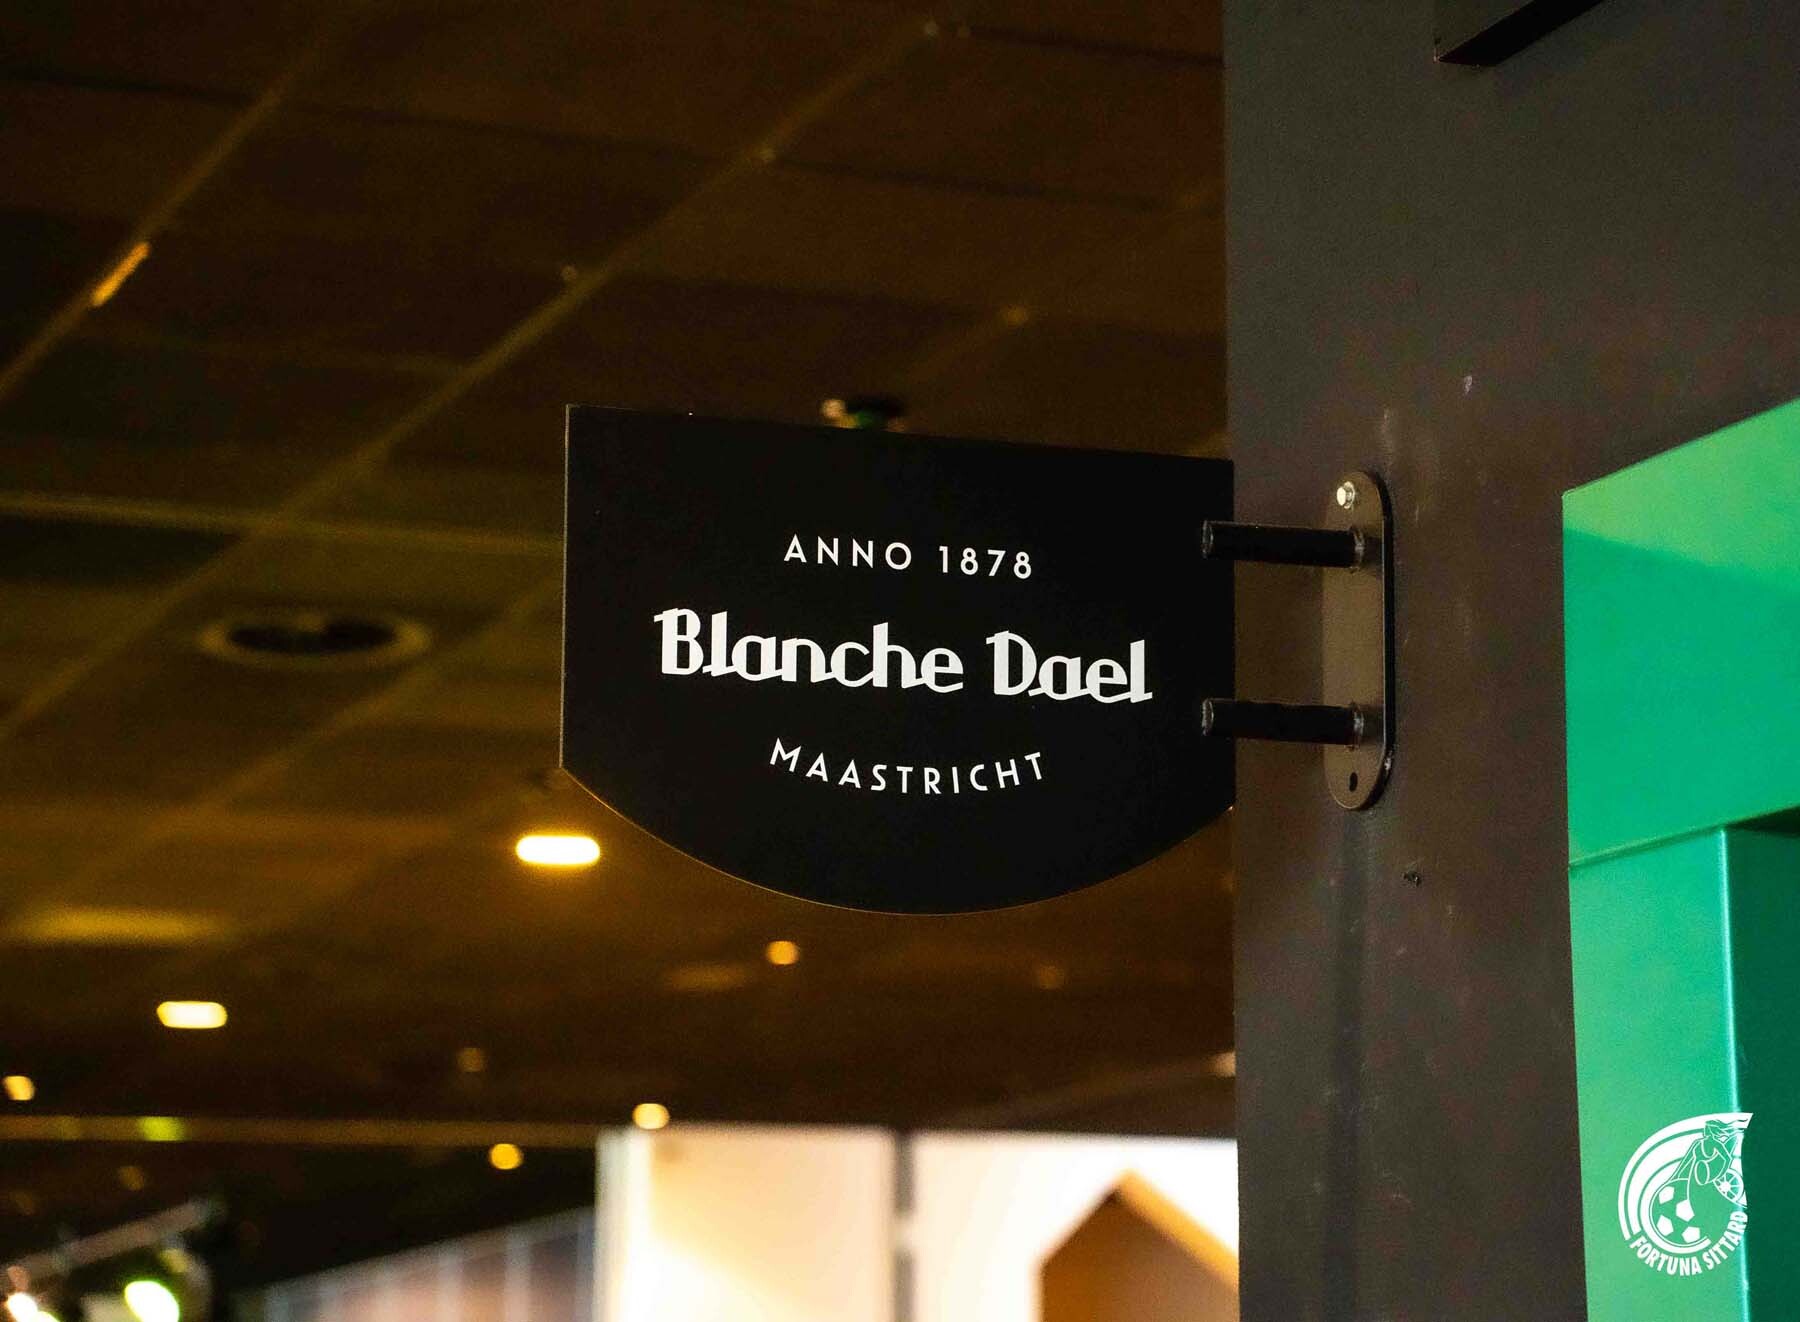 ANNO 1878
Blanche Dael
MAASTRICHT
FORTUNA SITTARD